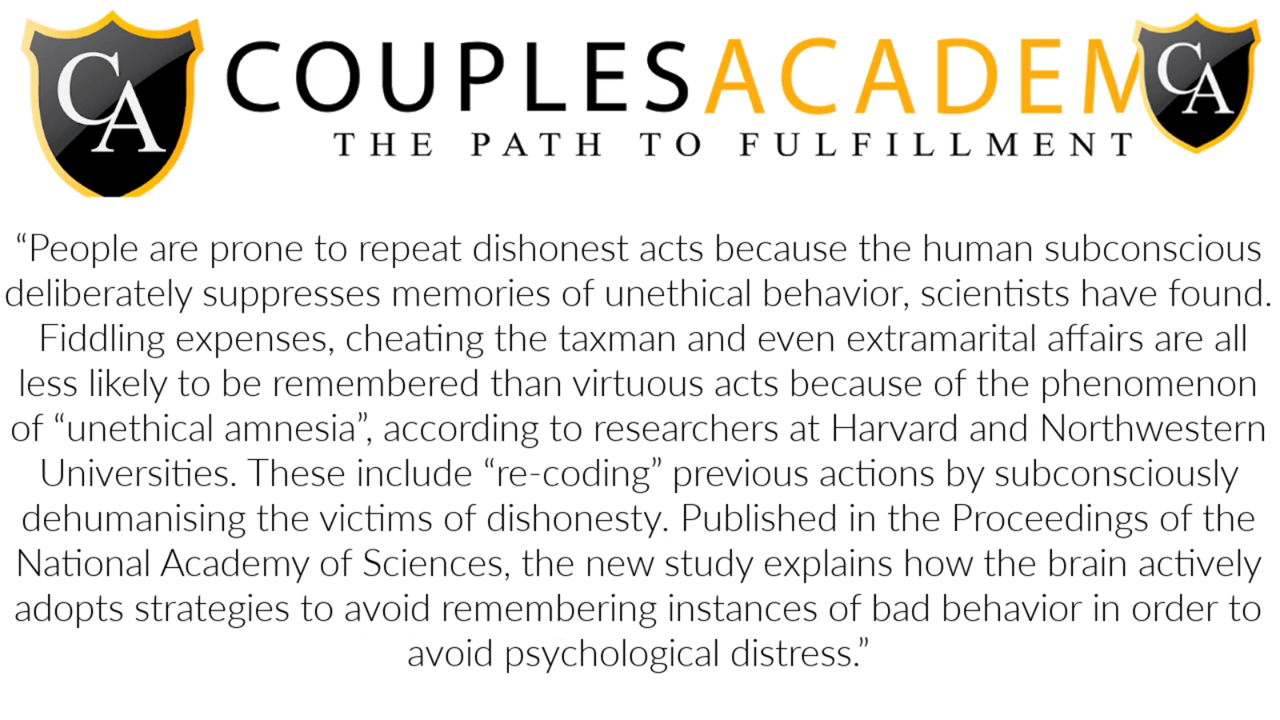 CA COUPLESACADEM CA
THE PATH TO FULFILLMENT
“People are prone to repeat dishonest acts because the human subconscious
deliberately suppresses memories of unethical behavior, scientists have found.
Fiddling expenses, cheating the taxman and even extramarital affairs are all
less likely to be remembered than virtuous acts because of the phenomenon
of “unethical amnesia”, according to researchers at Harvard and Northwestern
Universities. These include “re-coding” previous actions by subconsciously
dehumanising the victims of dishonesty. Published in the Proceedings of the
National Academy of Sciences, the new study explains how the brain actively
adopts strategies to avoid remembering instances of bad behavior in order to
avoid psychological distress.”